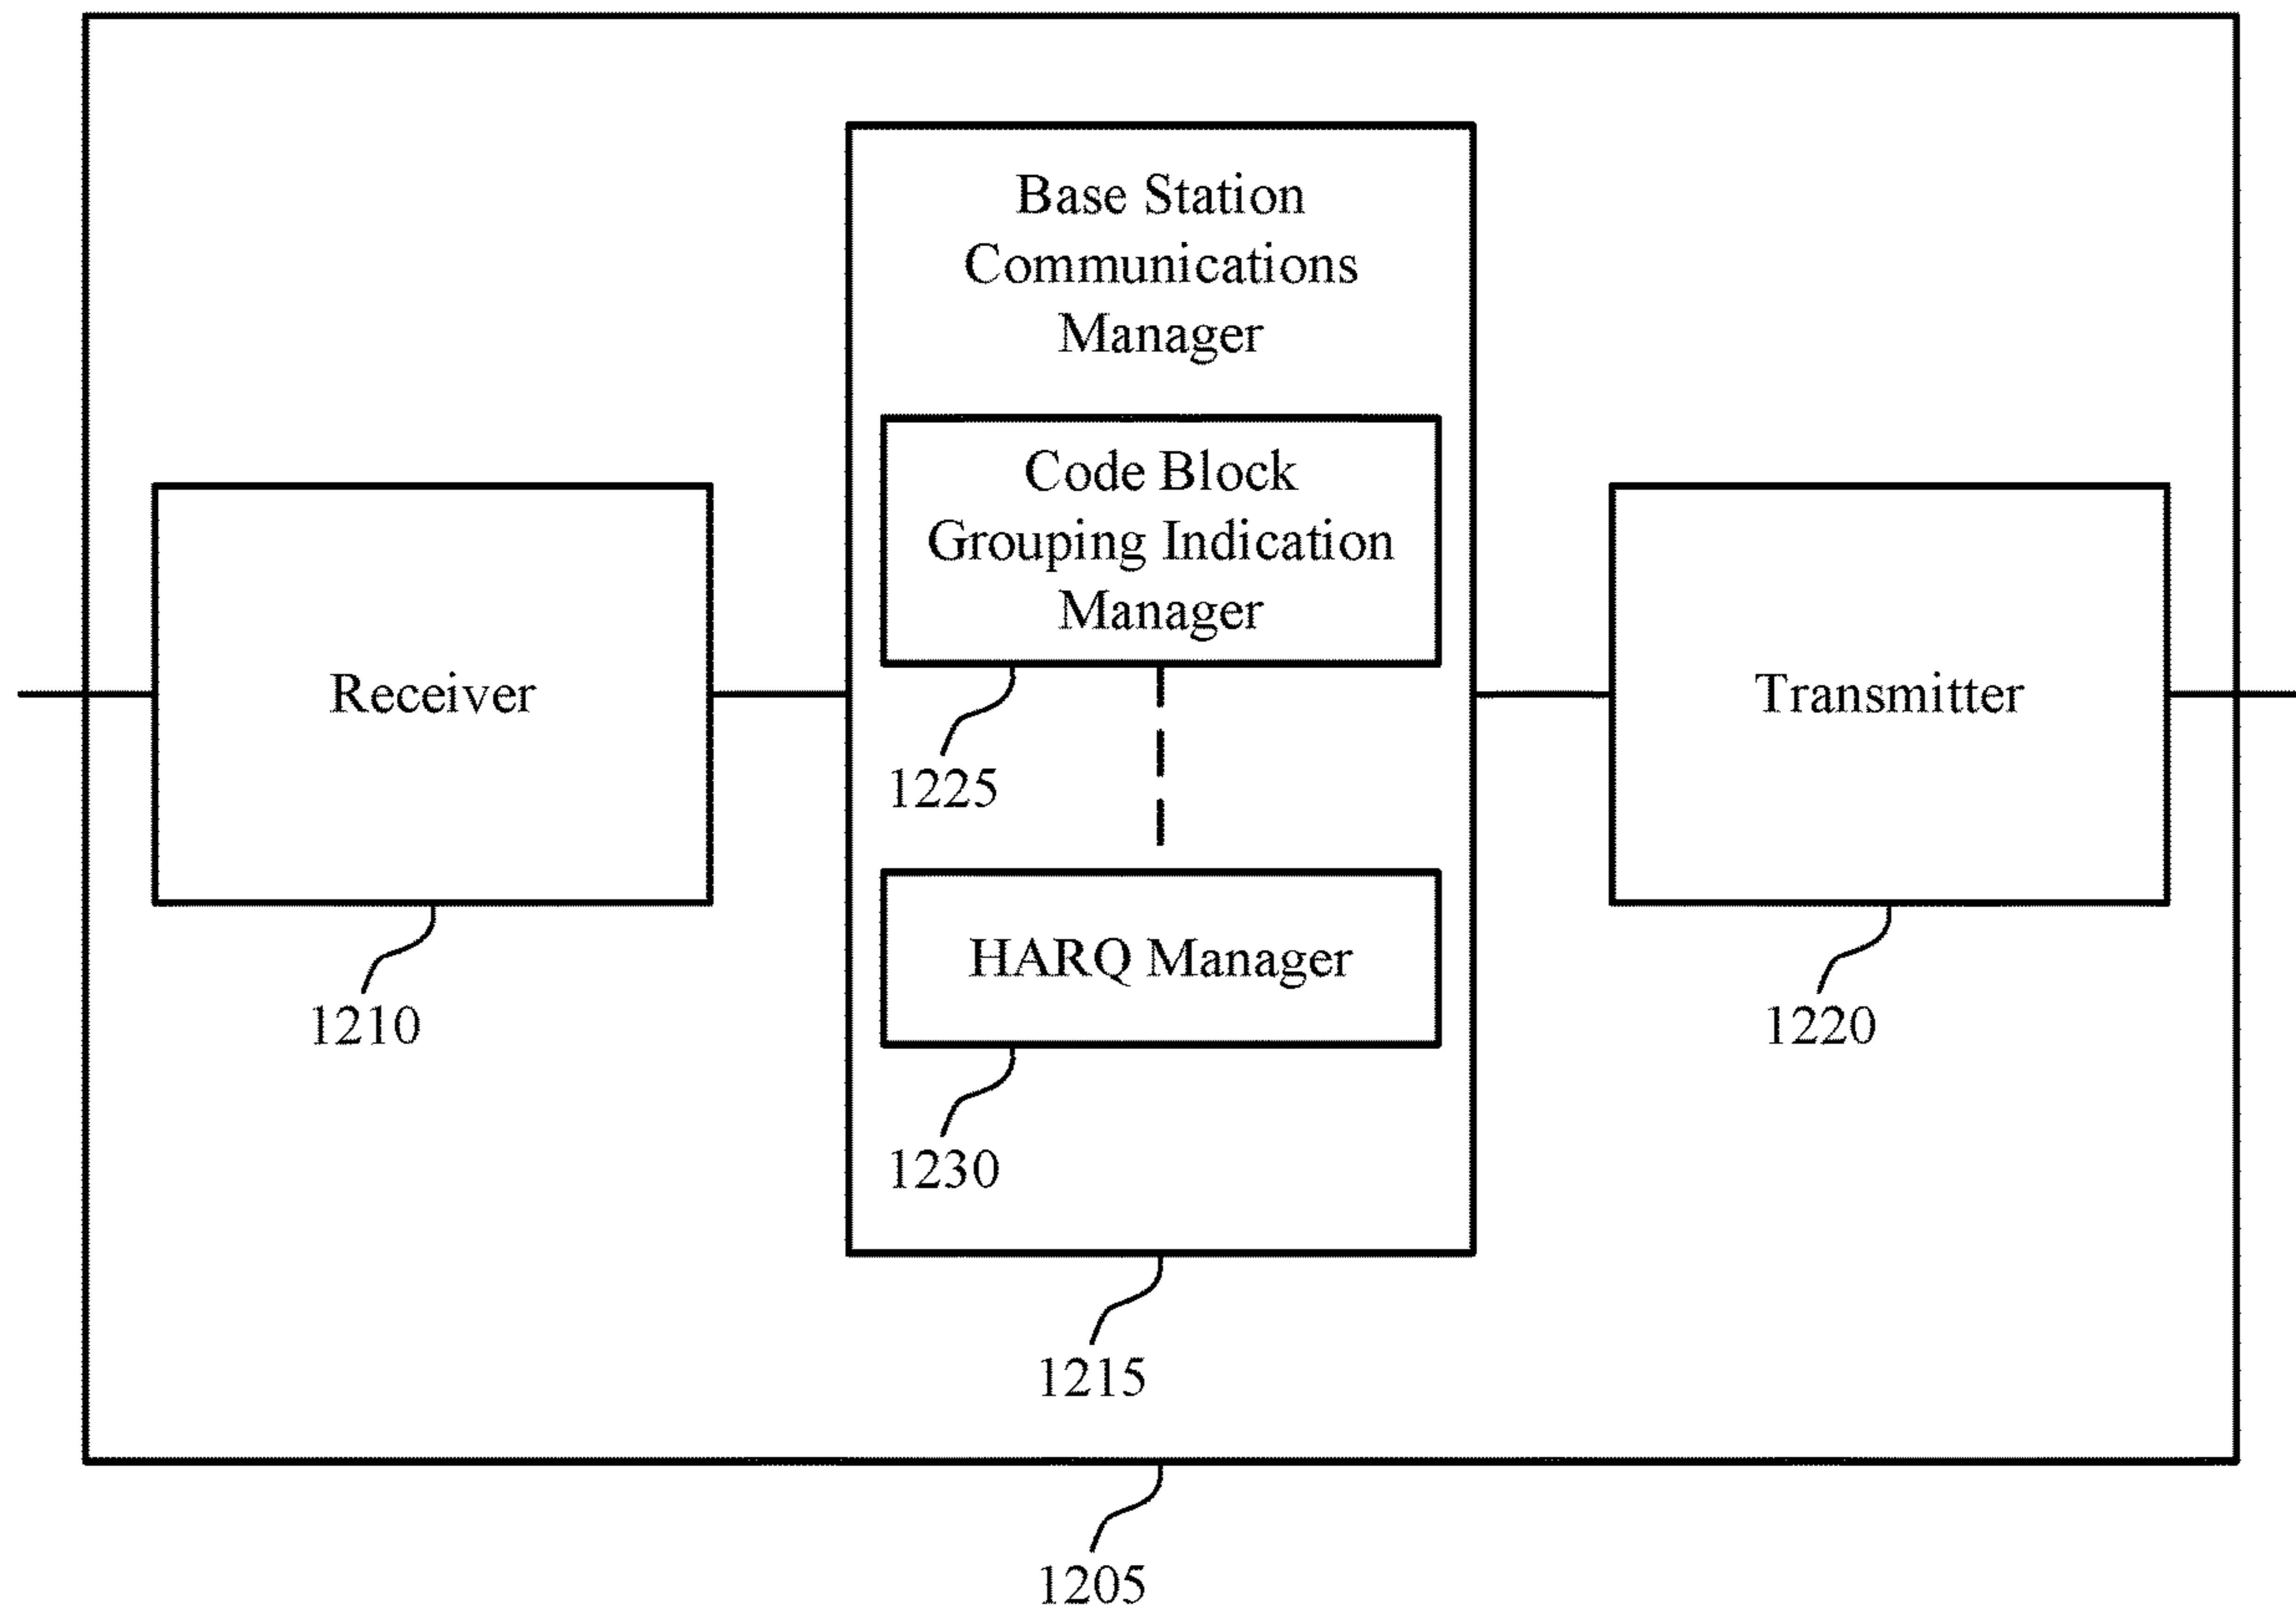 Base Station
Communications
Manager
Code Block
Grouping Indication
Manager
Receiver
Transmitter
1225
HARQ Manager
1210
1220
1230
1215
1205